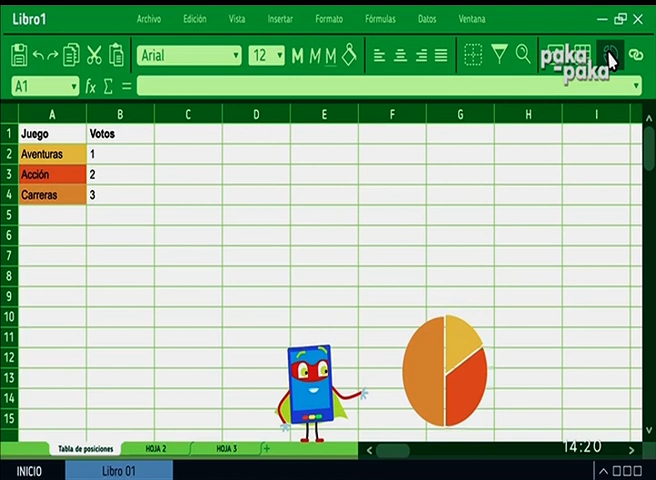 Libro1
Archivo Edición Vista Insertar Formato Fórmulas Datos Ventana
Arial 12 M M M
paka
-paka
A1 fx Σ =
A B C D E F G H I
1 Juego Votos
2 Aventuras 1
3 Acción 2
4 Carreras 3
5
6
7
8
9
10
11
12
13
14
15
Tabla de posiciones HOJA 2 HOJA 3 +
14:20
INICIO Libro 01